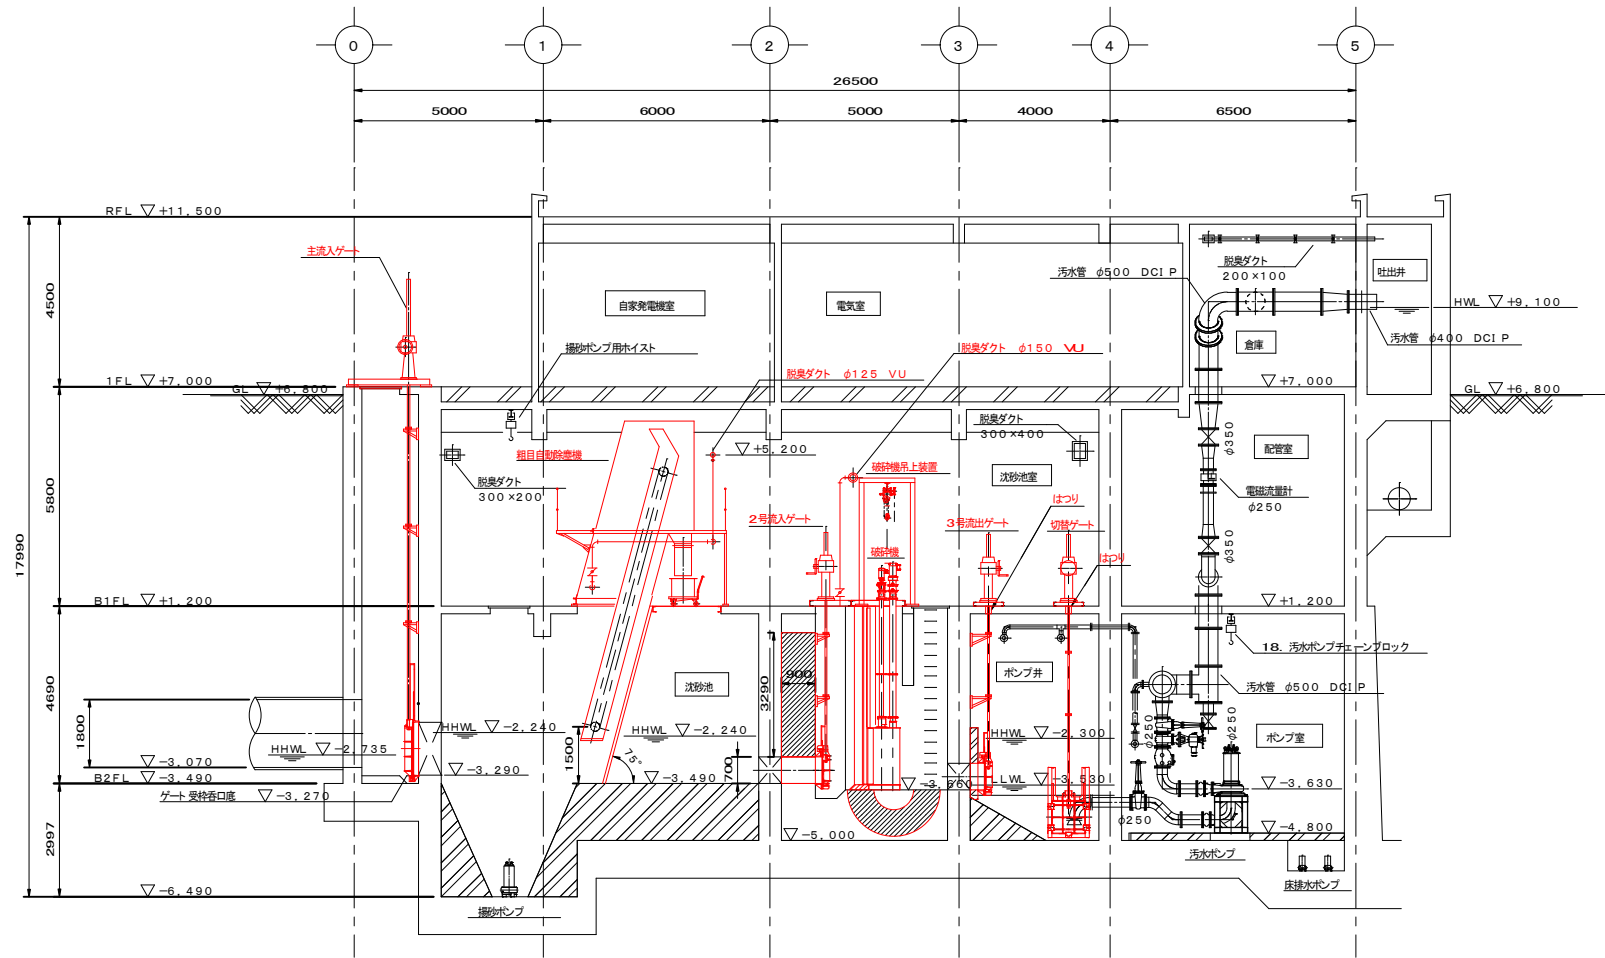 0
1
2
3
4
5
26500
5000
6000
5000
4000
6500
RFL ▽ +11,500
主流入ゲート
4500
自家発電機室
電気室
汚水管 φ500 DCIP
脱臭ダクト
200×100
吐出井
HWL ▽ +9,100
汚水管 φ400 DCIP
倉庫
揚砂ポンプ用ホイスト
脱臭ダクト φ150 VU
脱臭ダクト φ125 VU
1FL ▽ +7,000
GL ▽ +6,800
▽ +7,000
GL ▽ +6,800
脱臭ダクト
300×400
φ350
配管室
粗目自動除塵機
▽ +5,200
破砕機吊上装置
沈砂池室
脱臭ダクト
300×200
電磁流量計
φ250
はつり
2号流入ゲート
3号流出ゲート
切替ゲート
破砕機
はつり
φ350
5800
17990
B1FL ▽ +1,200
▽ +1,200
18. 汚水ポンプチェーンブロック
4690
沈砂池
900
3290
ポンプ井
汚水管 φ500 DCIP
1800
HHWL ▽ -2,240
HHWL ▽ -2,240
HHWL ▽ -2,300
φ250
φ250
ポンプ室
HHWL ▽ -2,735
1500
75°
700
▽ -3,070
▽ -3,290
▽ -3,490
▽ -3,660
LLWL ▽ -3,530
▽ -3,630
B2FL ▽ -3,490
ゲート受枠呑口底 ▽ -3,270
φ250
▽ -5,000
▽ -4,800
2997
汚水ポンプ
床排水ポンプ
▽ -6,490
揚砂ポンプ